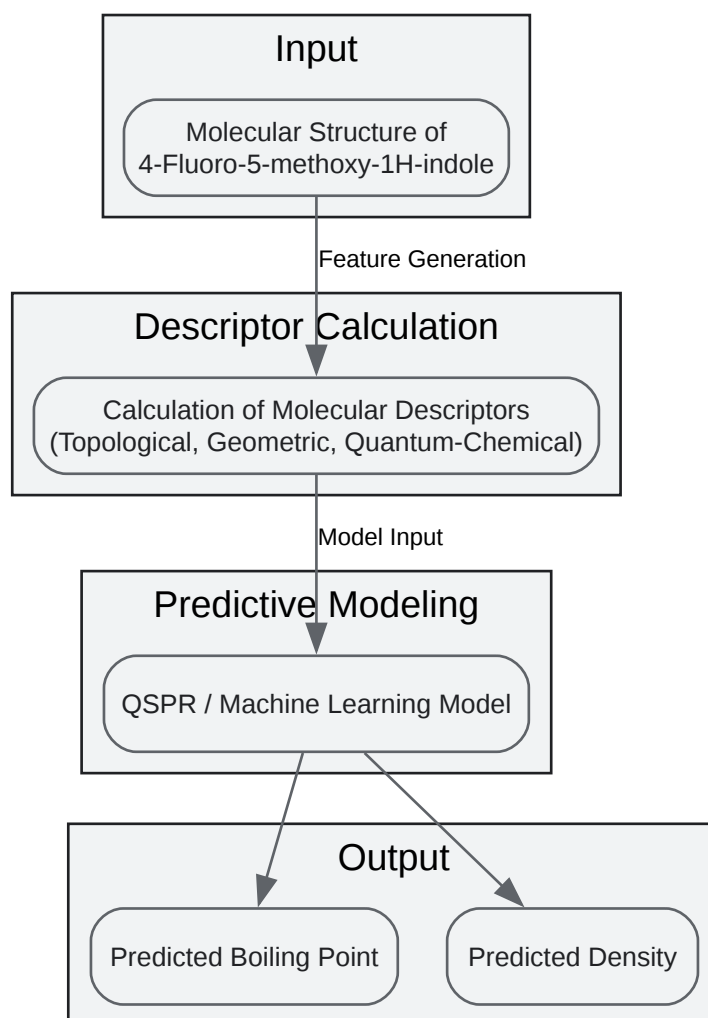 Input
Molecular Structure of
4-Fluoro-5-methoxy-1H-indole
Feature Generation
Descriptor Calculation
Calculation of Molecular Descriptors
(Topological, Geometric, Quantum-Chemical)
Model Input
Predictive Modeling
QSPR / Machine Learning Model
Output
Predicted Boiling Point
Predicted Density